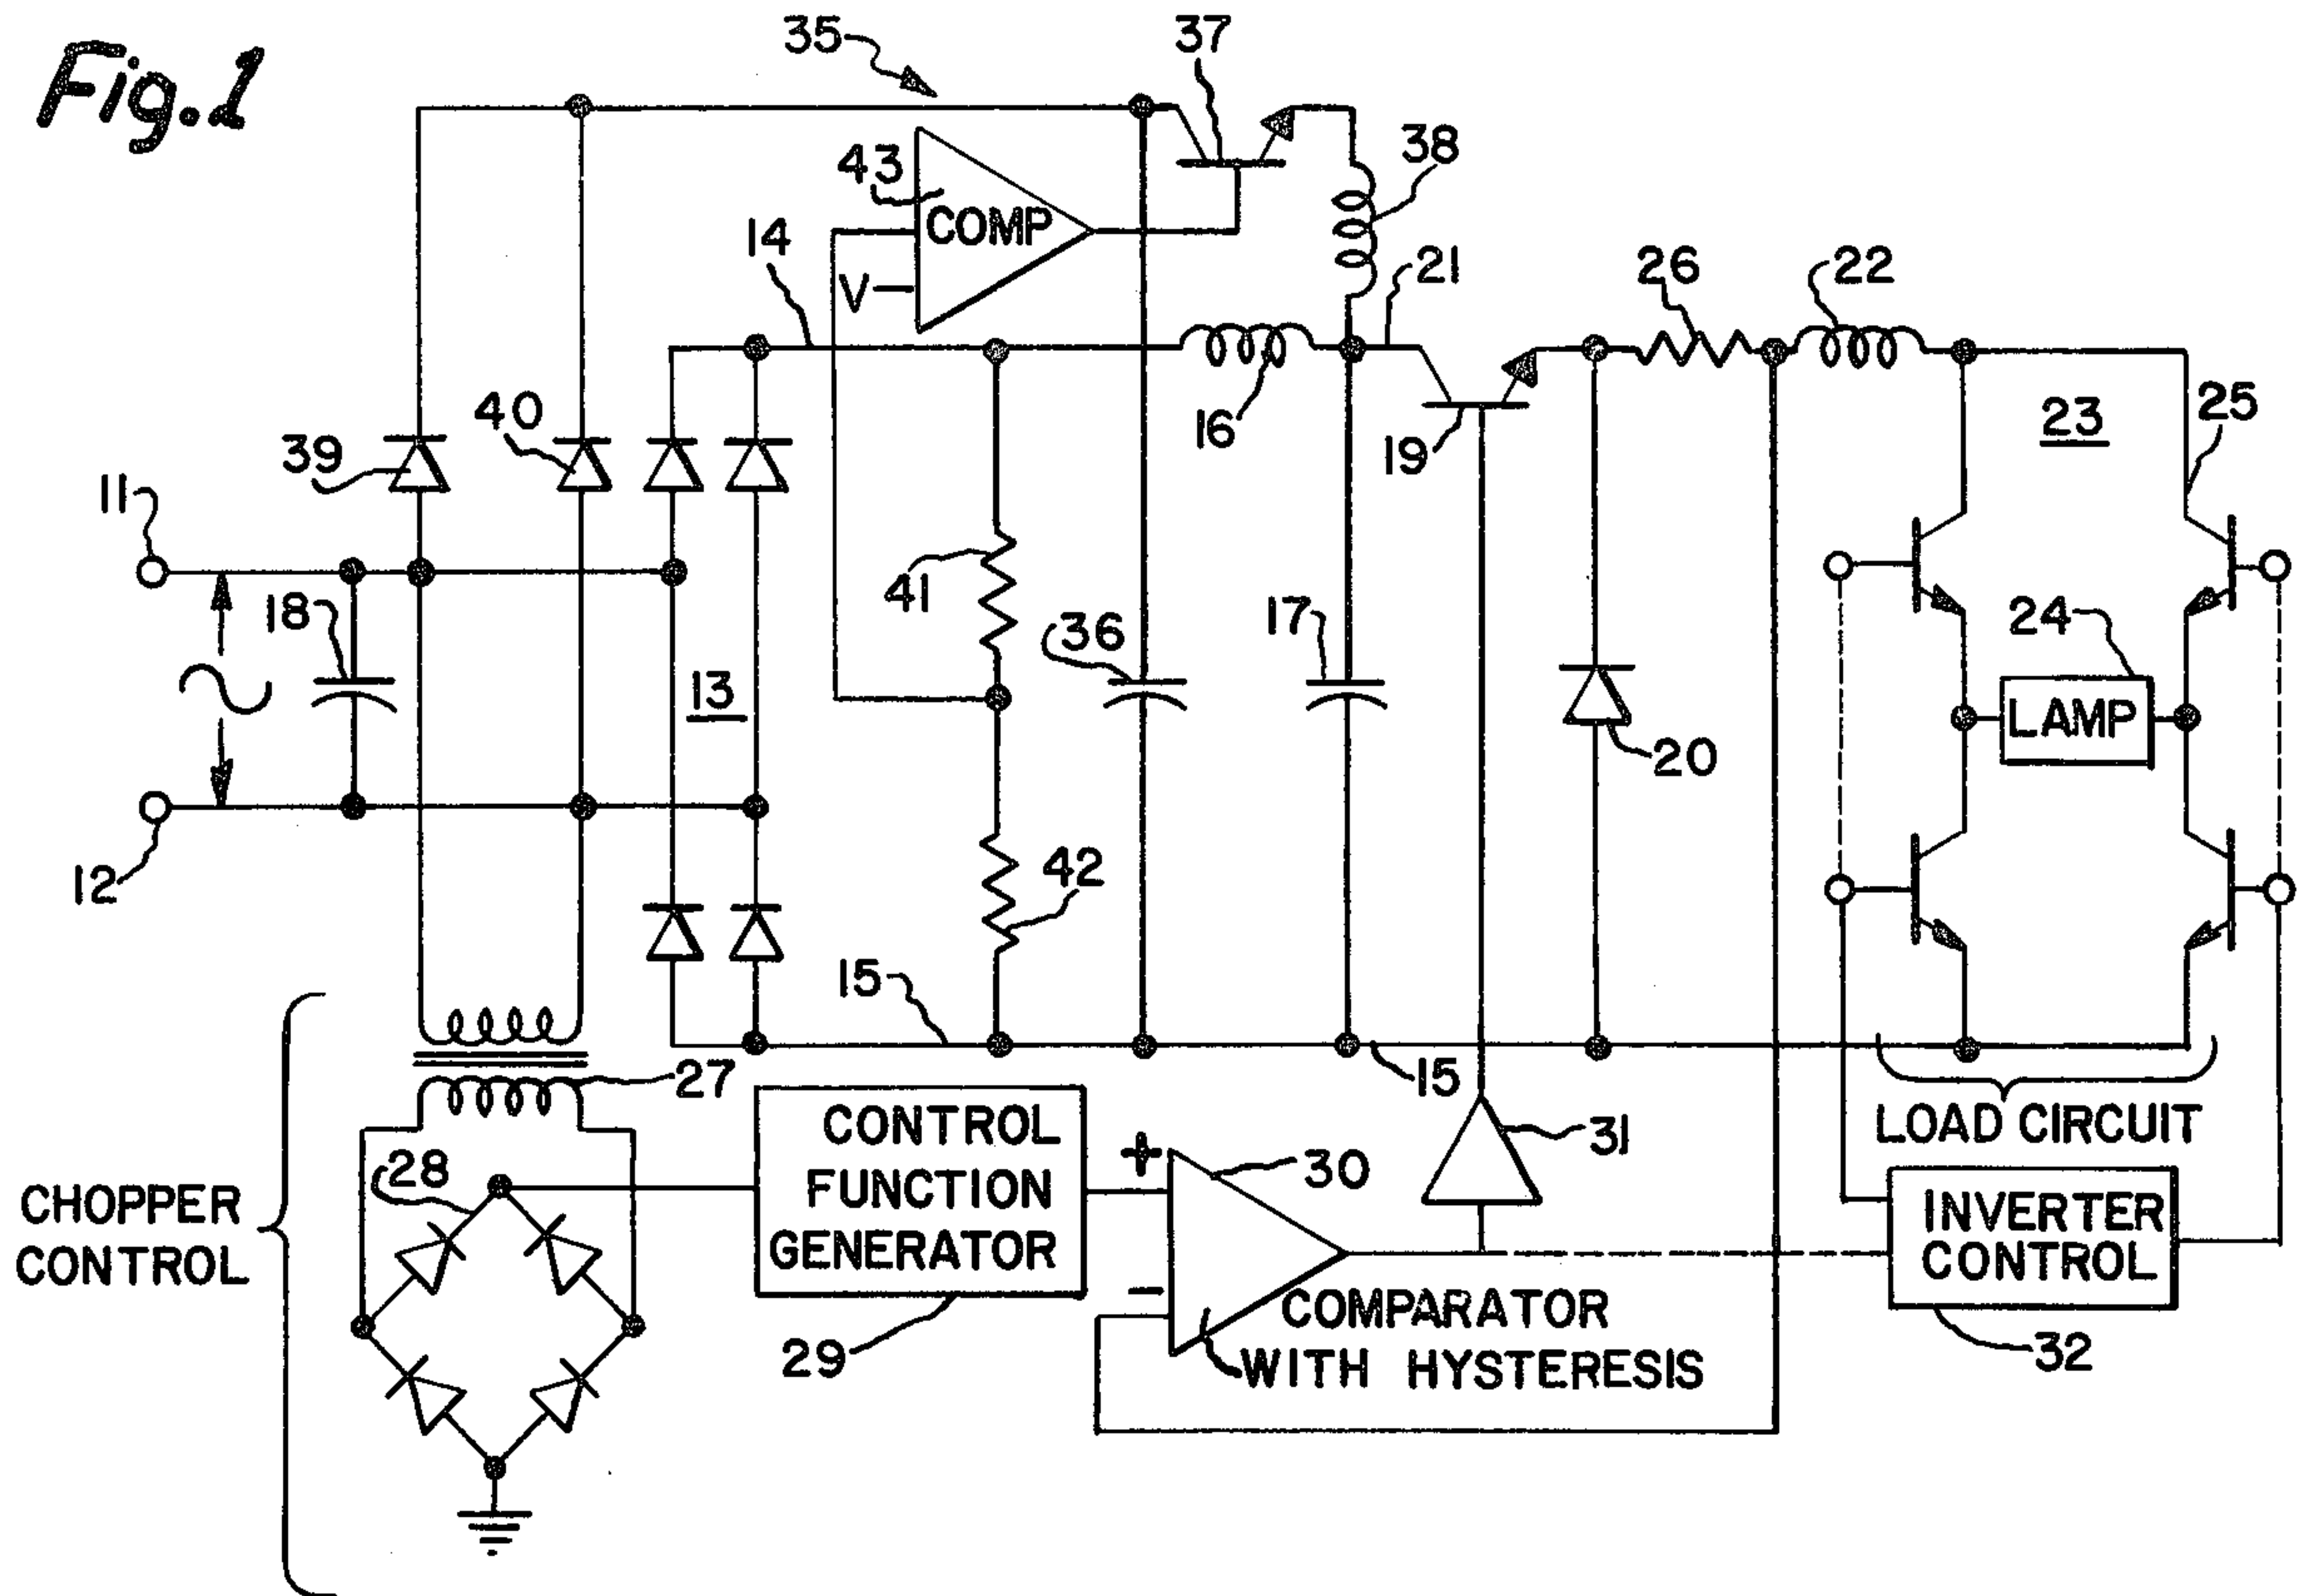 Fig.1
35
37
43
COMP
V
38
14
21
26
22
16
19
23
25
39
40
11
18
12
13
41
42
36
17
20
24
LAMP
15
15
27
28
CHOPPER
CONTROL
CONTROL
FUNCTION
GENERATOR
29
+
-
30
COMPARATOR
WITH HYSTERESIS
31
LOAD CIRCUIT
INVERTER
CONTROL
32